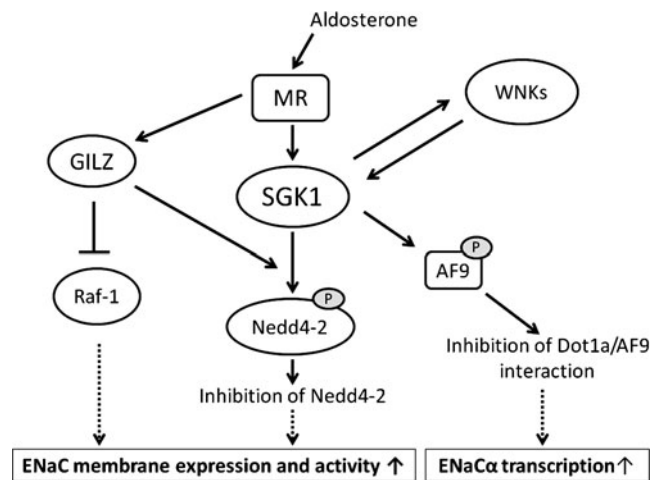 Aldosterone
MR
WNKs
GILZ
SGK1
P
AF9
Raf-1
P
Nedd4-2
Inhibition of Dot1a/AF9
interaction
Inhibition of Nedd4-2
ENaC membrane expression and activity ↑
ENaCα transcription↑